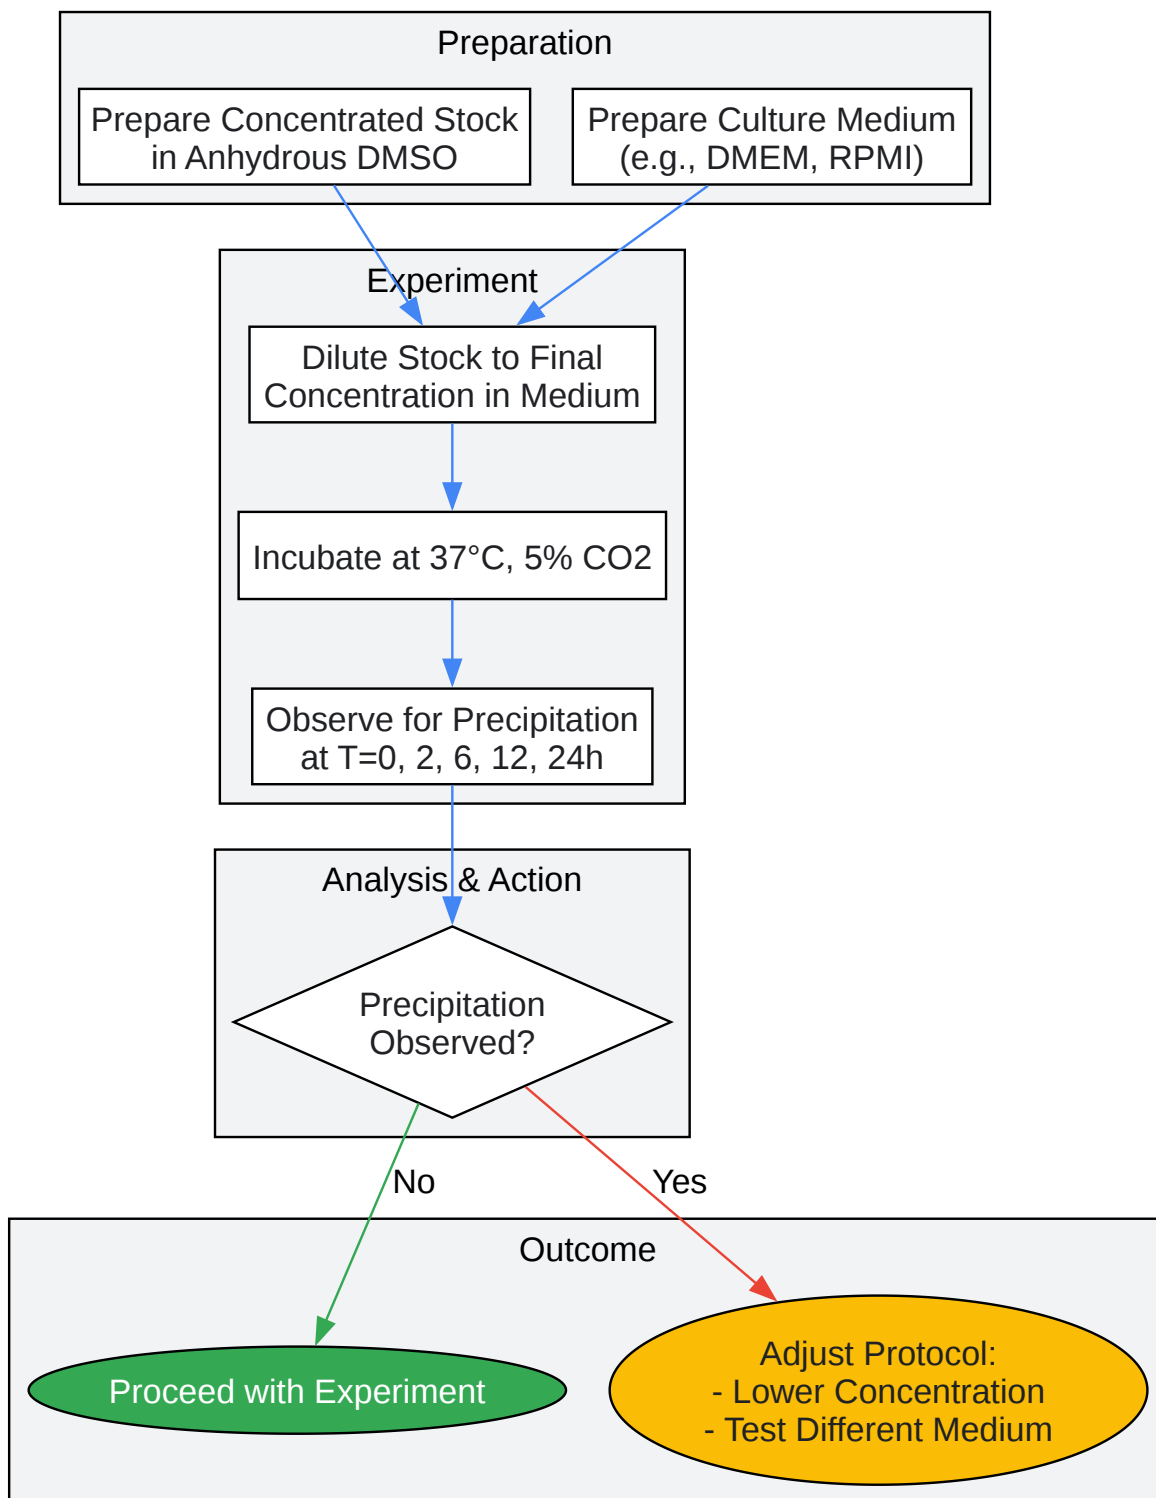 Preparation
Prepare Concentrated Stock
in Anhydrous DMSO
Prepare Culture Medium
(e.g., DMEM, RPMI)
Experiment
Dilute Stock to Final
Concentration in Medium
Incubate at 37°C, 5% CO2
Observe for Precipitation
at T=0, 2, 6, 12, 24h
Analysis & Action
Precipitation
Observed?
No
Yes
Outcome
Proceed with Experiment
Adjust Protocol:
- Lower Concentration
- Test Different Medium